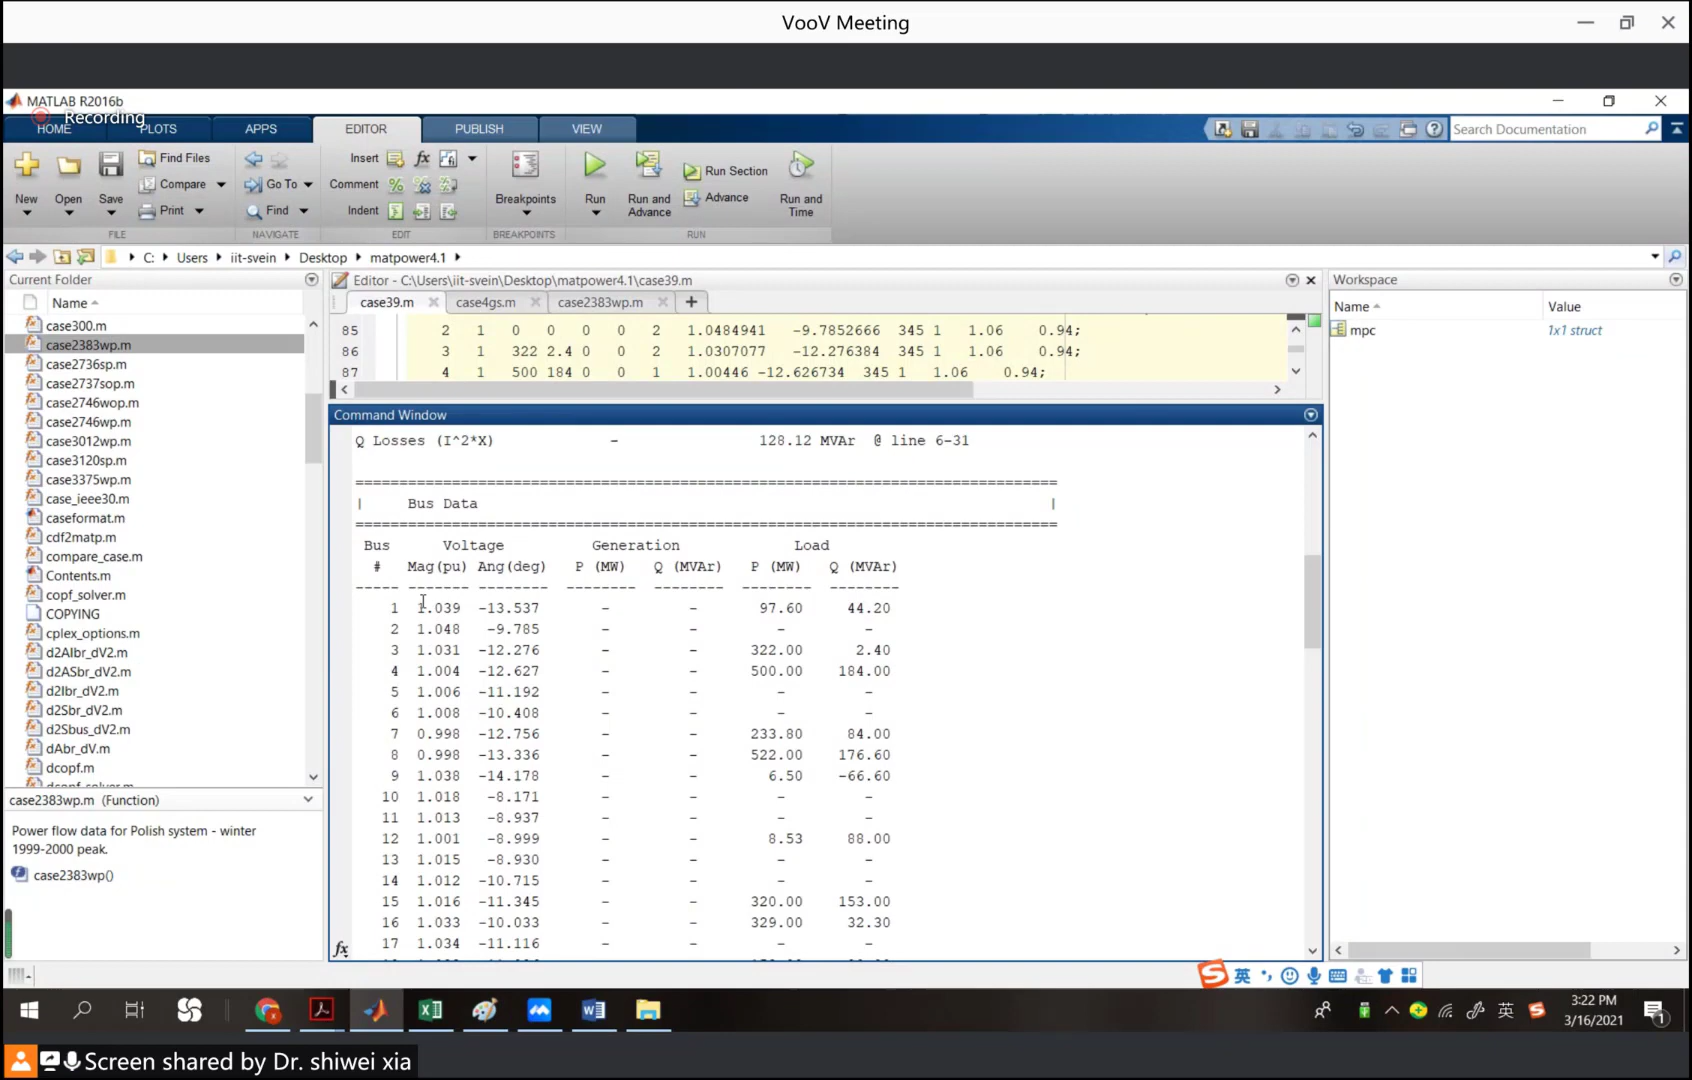 VooV Meeting
MATLAB R2016b
Recording
HOME PLOTS APPS EDITOR PUBLISH VIEW
Search Documentation
New Open Save Find Files Compare Print
Go To Find
Insert Comment Indent
Breakpoints Run Run and Advance Run Section Advance Run and Time
FILE NAVIGATE EDIT BREAKPOINTS RUN
C: Users iit-svein Desktop matpower4.1
Current Folder
Name
case300.m
case2383wp.m
case2736sp.m
case2737sop.m
case2746wop.m
case2746wp.m
case3012wp.m
case3120sp.m
case3375wp.m
case_ieee30.m
caseformat.m
cdf2matp.m
compare_case.m
Contents.m
copf_solver.m
COPYING
cplex_options.m
d2AIbr_dV2.m
d2ASbr_dV2.m
d2Ibr_dV2.m
d2Sbr_dV2.m
d2Sbus_dV2.m
dAbr_dV.m
dcopf.m
dcopf_solver.m
case2383wp.m (Function)
Power flow data for Polish system - winter
1999-2000 peak.
case2383wp()
Editor - C:\Users\iit-svein\Desktop\matpower4.1\case39.m
case39.m case4gs.m case2383wp.m +
85 2 1 0 0 0 0 2 1.0484941 -9.7852666 345 1 1.06 0.94;
86 3 1 322 2.4 0 0 2 1.0307077 -12.276384 345 1 1.06 0.94;
87 4 1 500 184 0 0 1 1.00446 -12.626734 345 1 1.06 0.94;
Command Window
Q Losses (I^2*X) - 128.12 MVAr @ line 6-31
================================================================================
| Bus Data |
================================================================================
Bus Voltage Generation Load
# Mag(pu) Ang(deg) P (MW) Q (MVAr) P (MW) Q (MVAr)
----- ------- -------- -------- -------- -------- --------
1 1.039 -13.537 - - 97.60 44.20
2 1.048 -9.785 - - - -
3 1.031 -12.276 - - 322.00 2.40
4 1.004 -12.627 - - 500.00 184.00
5 1.006 -11.192 - - - -
6 1.008 -10.408 - - - -
7 0.998 -12.756 - - 233.80 84.00
8 0.998 -13.336 - - 522.00 176.60
9 1.038 -14.178 - - 6.50 -66.60
10 1.018 -8.171 - - - -
11 1.013 -8.937 - - - -
12 1.001 -8.999 - - 8.53 88.00
13 1.015 -8.930 - - - -
14 1.012 -10.715 - - - -
15 1.016 -11.345 - - 320.00 153.00
16 1.033 -10.033 - - 329.00 32.30
17 1.034 -11.116 - - - -
fx
Workspace
Name Value
mpc 1x1 struct
英
英
3:22 PM
3/16/2021
1
Screen shared by Dr. shiwei xia